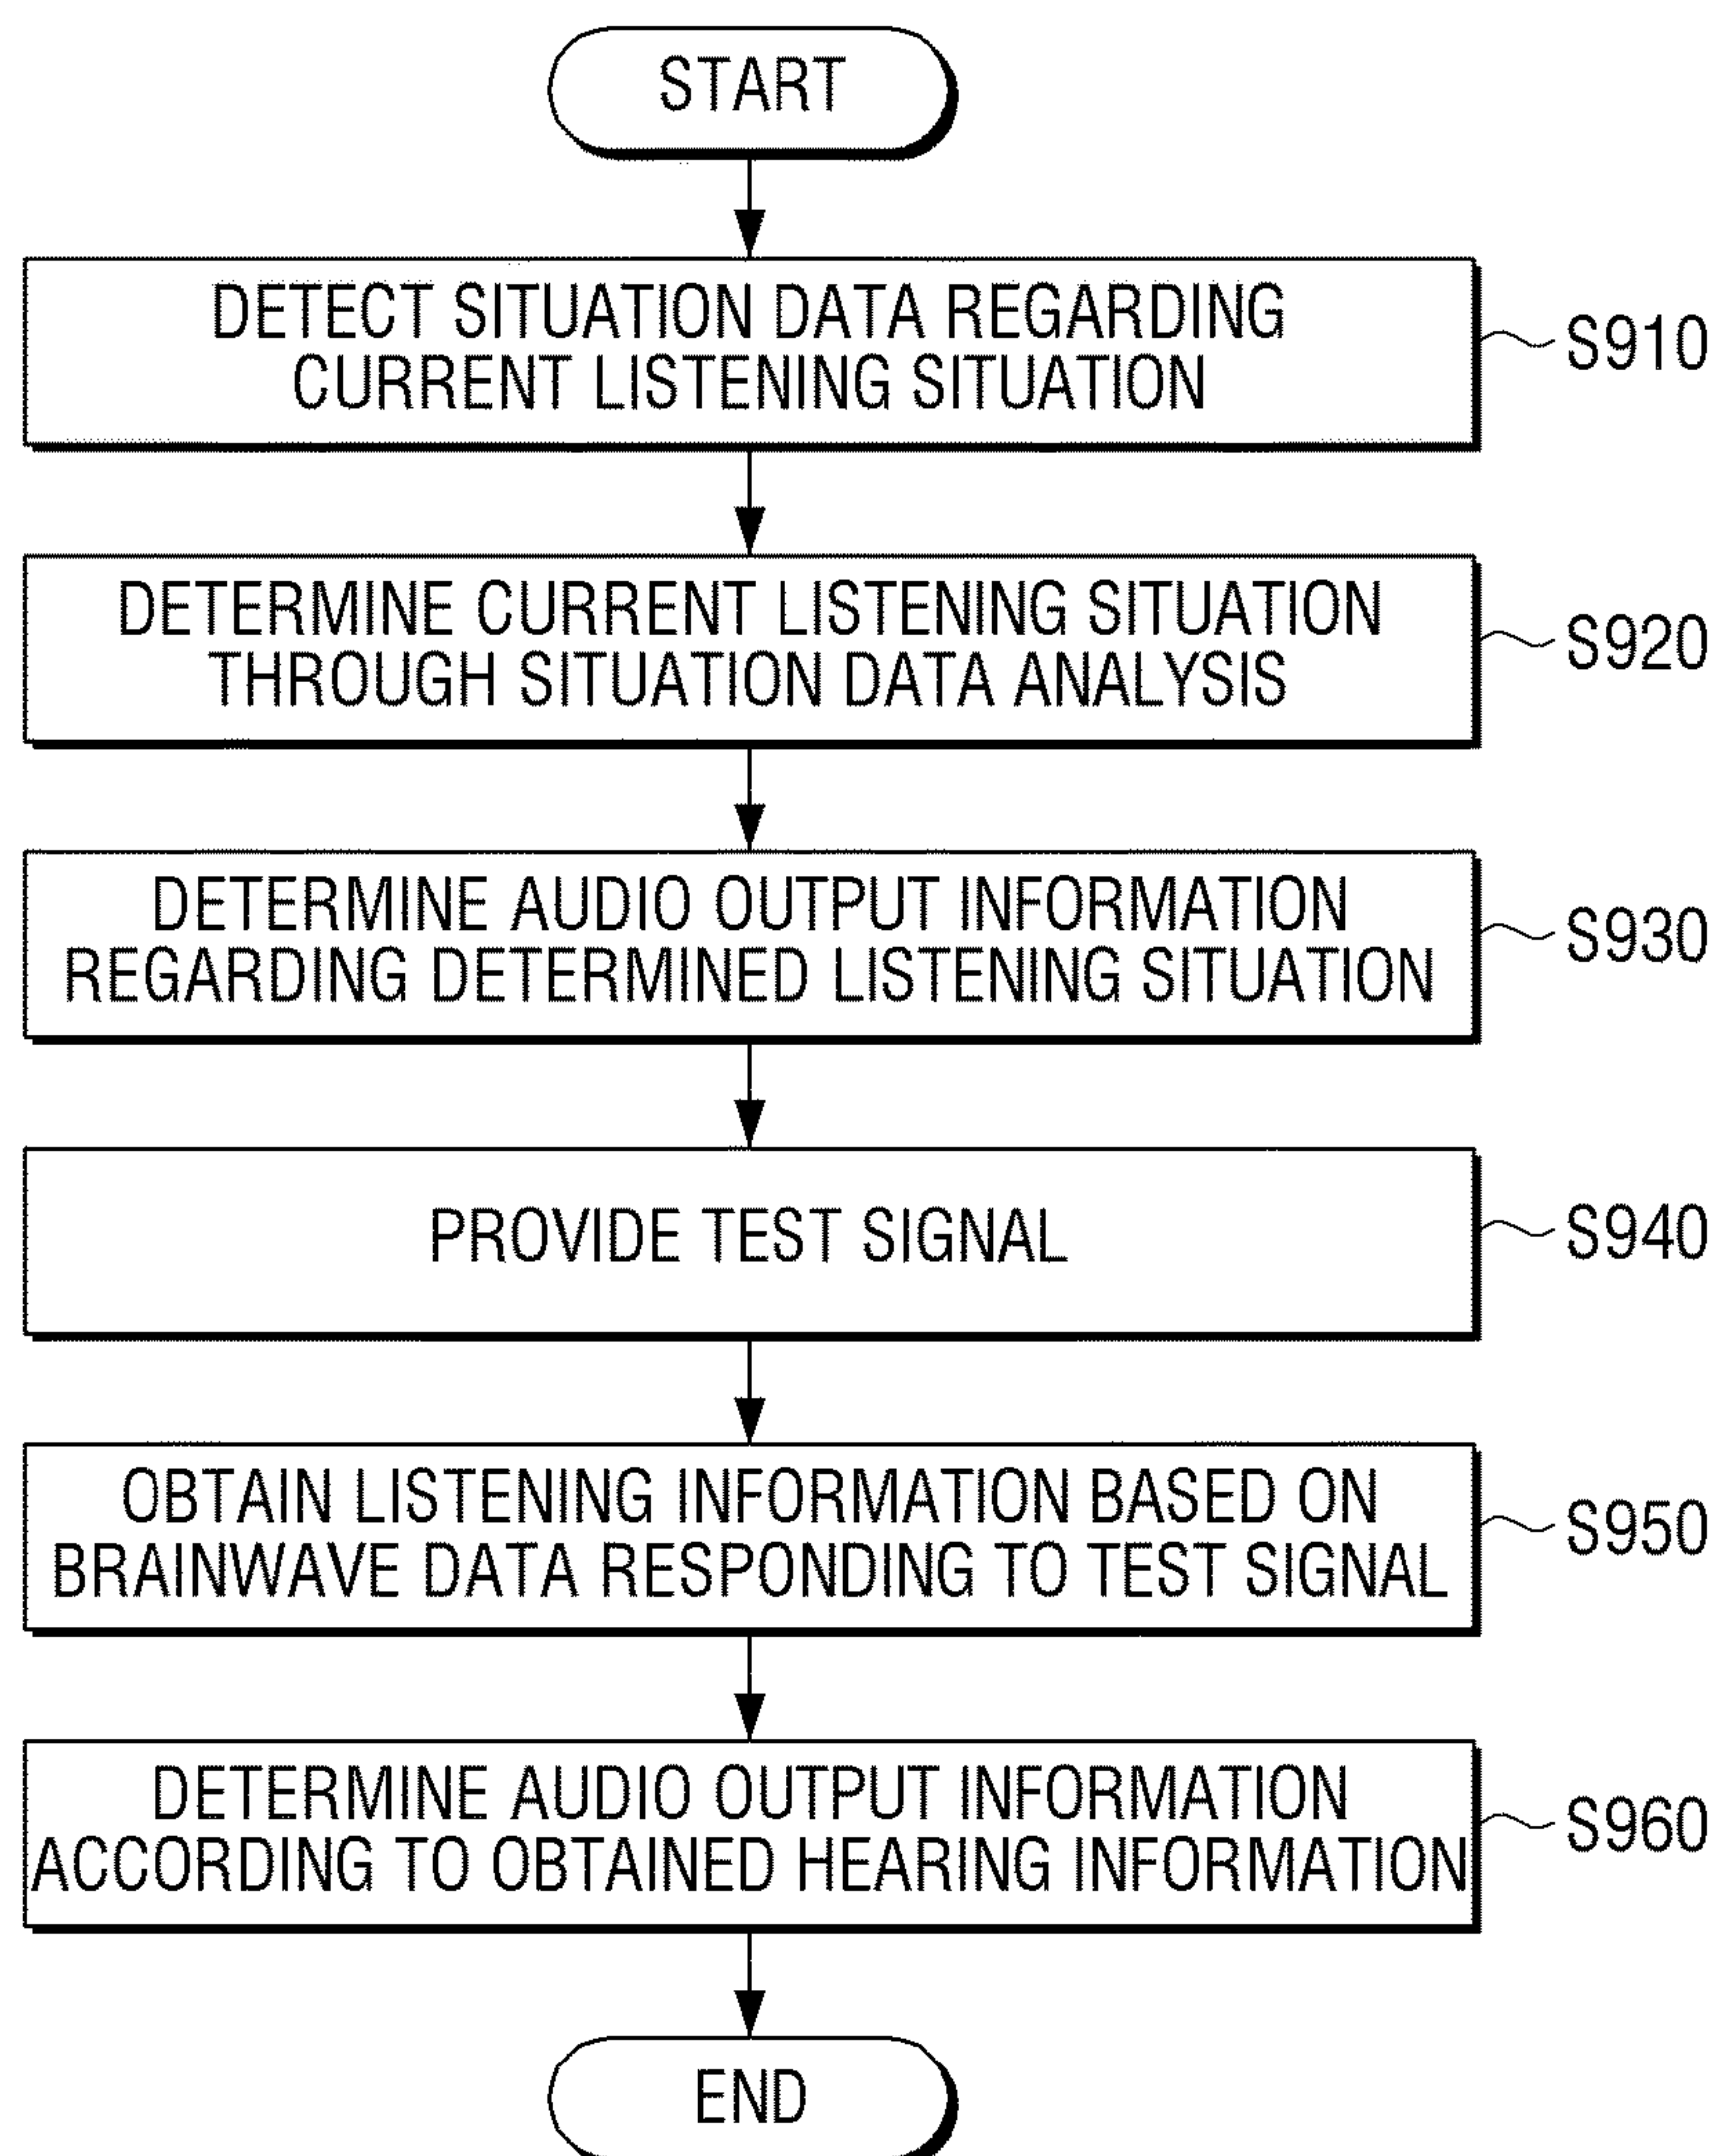 START
DETECT SITUATION DATA REGARDING
CURRENT LISTENING SITUATION
S910
DETERMINE CURRENT LISTENING SITUATION
THROUGH SITUATION DATA ANALYSIS
S920
DETERMINE AUDIO OUTPUT INFORMATION
REGARDING DETERMINED LISTENING SITUATION
S930
PROVIDE TEST SIGNAL
S940
OBTAIN LISTENING INFORMATION BASED ON
BRAINWAVE DATA RESPONDING TO TEST SIGNAL
S950
DETERMINE AUDIO OUTPUT INFORMATION
ACCORDING TO OBTAINED HEARING INFORMATION
S960
END